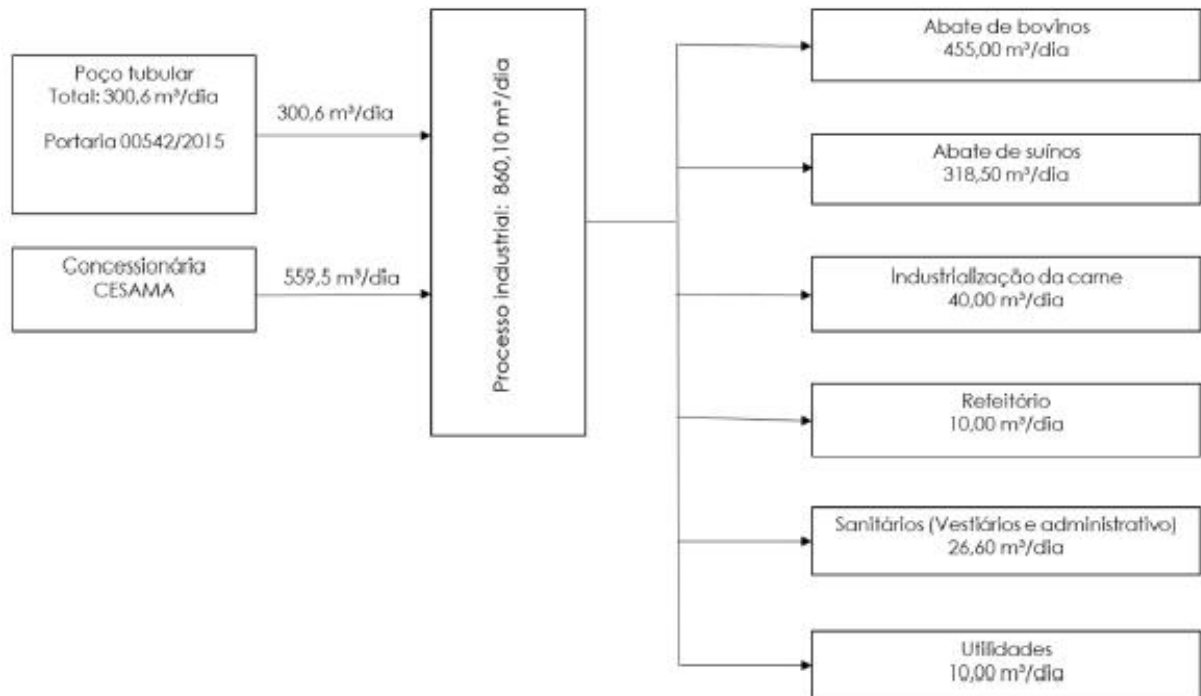 Poço tubular
Total: 300,6 m³/dia
Portaria 00542/2015
300,6 m³/dia
Concessionária
CESAMA
559,5 m³/dia
Processo industrial: 860,10 m³/dia
Abate de bovinos
455,00 m³/dia
Abate de suínos
318,50 m³/dia
Industrialização da carne
40,00 m³/dia
Refeitório
10,00 m³/dia
Sanitários (Vestiários e administrativo)
26,60 m³/dia
Utilidades
10,00 m³/dia